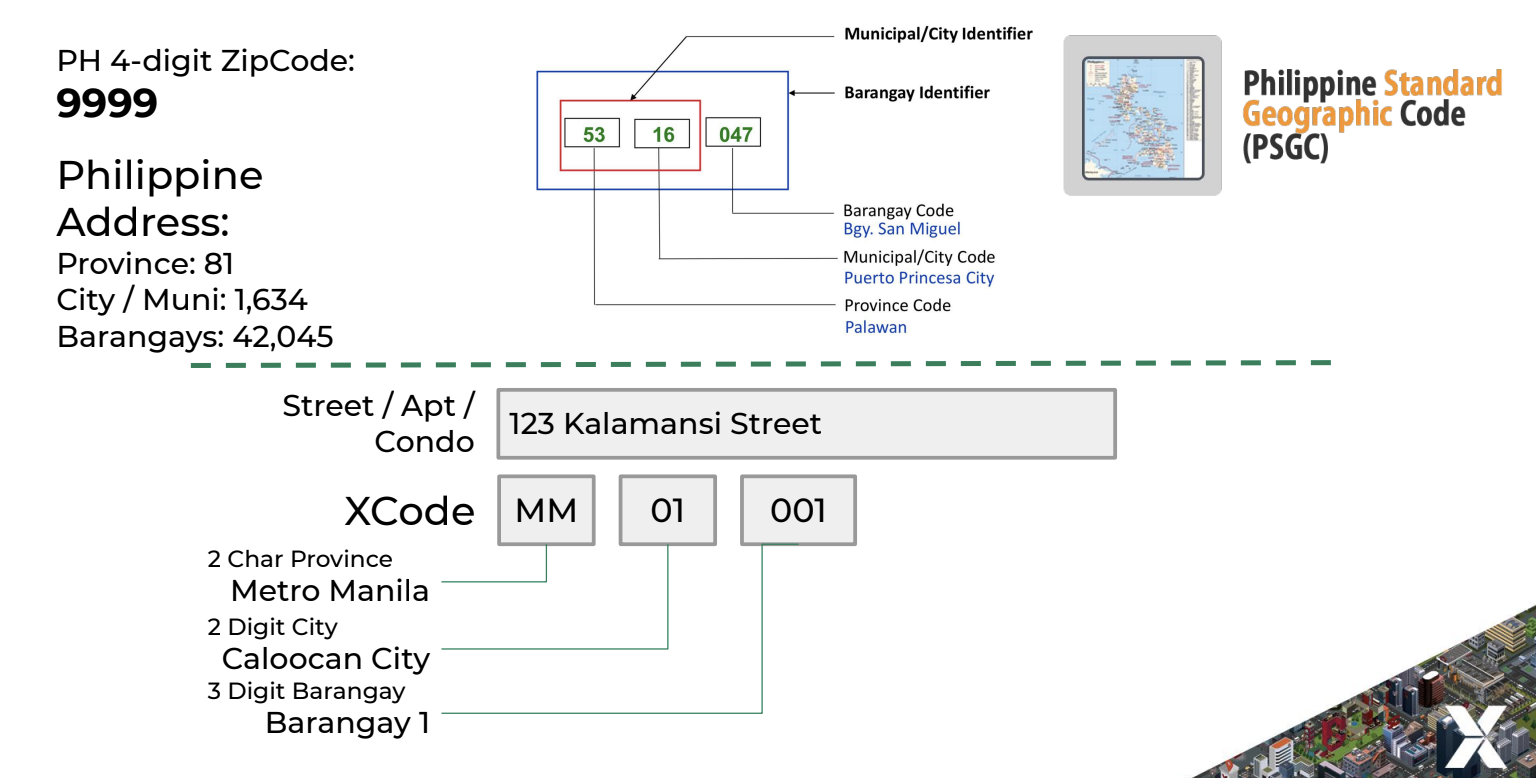 PH 4-digit ZipCode:
9999
Philippine
Address:
Province: 81
City / Muni: 1,634
Barangays: 42,045
Municipal/City Identifier
Barangay Identifier
53 16 047
Barangay Code
Bgy. San Miguel
Municipal/City Code
Puerto Princesa City
Province Code
Palawan
Philippine Standard
Geographic Code
(PSGC)
Street / Apt /
Condo
123 Kalamansi Street
XCode MM 01 001
2 Char Province
Metro Manila
2 Digit City
Caloocan City
3 Digit Barangay
Barangay 1
X